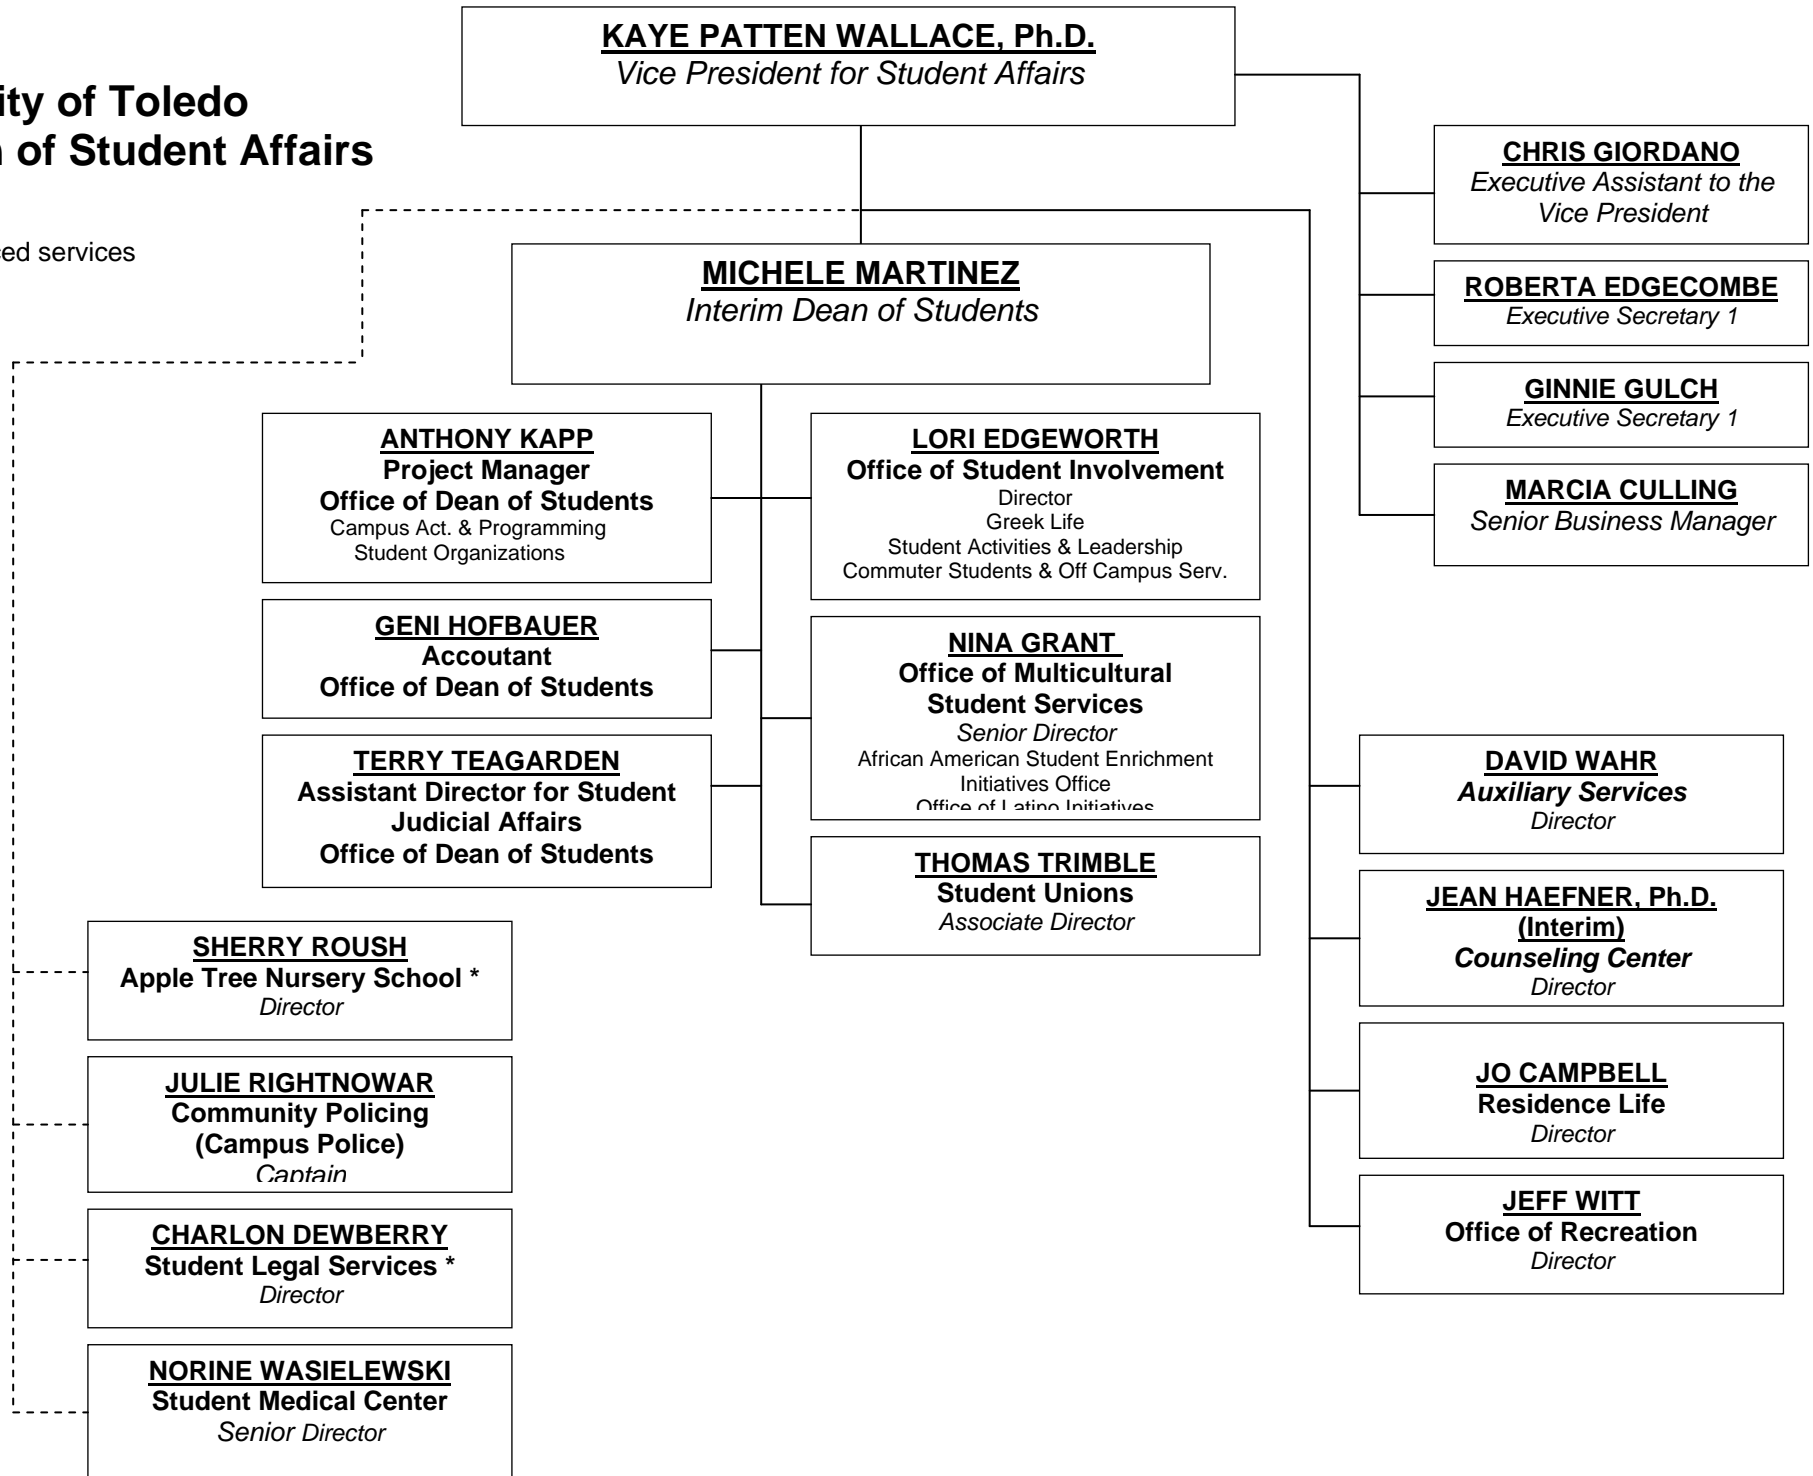 KAYE PATTEN WALLACE, Ph.D.
Vice President for Student Affairs
ity of Toledo
n of Student Affairs
ced services
CHRIS GIORDANO
Executive Assistant to the
Vice President
ROBERTA EDGECOMBE
Executive Secretary 1
GINNIE GULCH
Executive Secretary 1
MARCIA CULLING
Senior Business Manager
MICHELE MARTINEZ
Interim Dean of Students
ANTHONY KAPP
Project Manager
Office of Dean of Students
Campus Act. & Programming
Student Organizations
LORI EDGEWORTH
Office of Student Involvement
Director
Greek Life
Student Activities & Leadership
Commuter Students & Off Campus Serv.
GENI HOFBAUER
Accoutant
Office of Dean of Students
NINA GRANT
Office of Multicultural
Student Services
Senior Director
African American Student Enrichment
Initiatives Office
Office of Latino Initiatives
TERRY TEAGARDEN
Assistant Director for Student
Judicial Affairs
Office of Dean of Students
THOMAS TRIMBLE
Student Unions
Associate Director
DAVID WAHR
Auxiliary Services
Director
JEAN HAEFNER, Ph.D.
(Interim)
Counseling Center
Director
JO CAMPBELL
Residence Life
Director
JEFF WITT
Office of Recreation
Director
SHERRY ROUSH
Apple Tree Nursery School *
Director
JULIE RIGHTNOWAR
Community Policing
(Campus Police)
Captain
CHARLON DEWBERRY
Student Legal Services *
Director
NORINE WASIELEWSKI
Student Medical Center
Senior Director